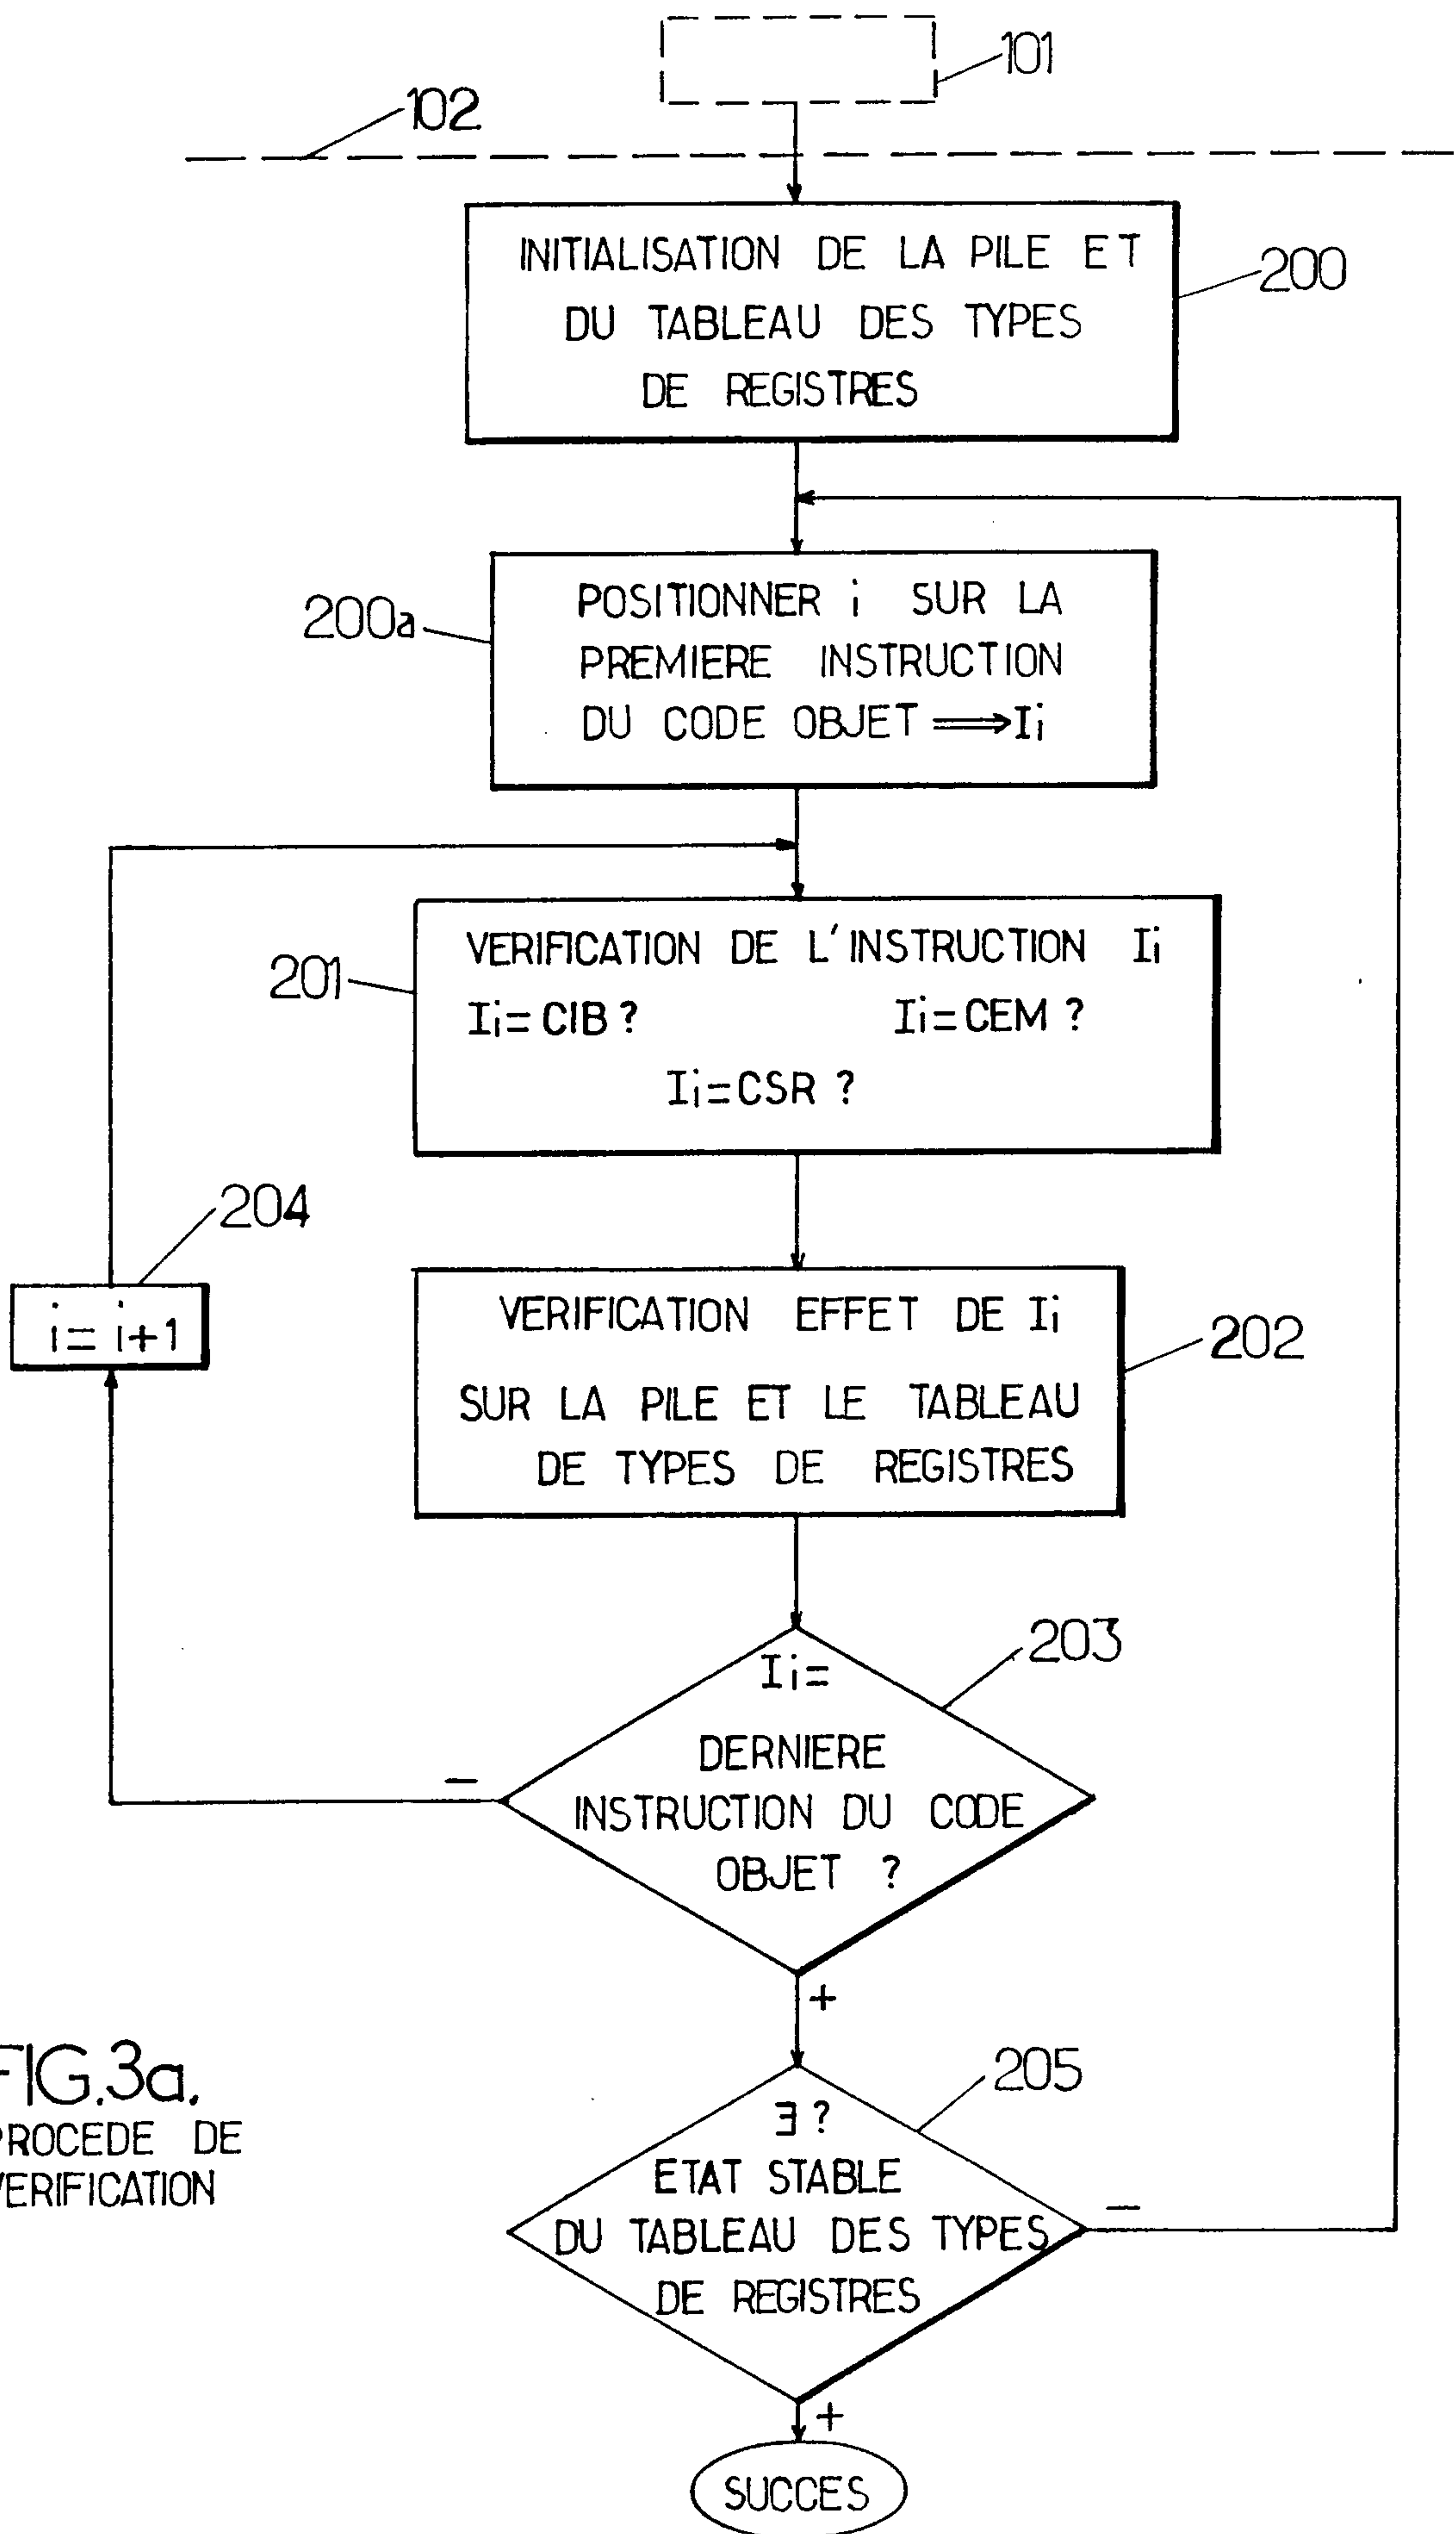 101
102
INITIALISATION DE LA PILE ET
DU TABLEAU DES TYPES
DE REGISTRES
200
200a
POSITIONNER i SUR LA
PREMIERE INSTRUCTION
DU CODE OBJET ⟹ Ii
201
VERIFICATION DE L'INSTRUCTION Ii
Ii=CIB ? Ii=CEM ?
Ii=CSR ?
204
i=i+1
VERIFICATION EFFET DE Ii
SUR LA PILE ET LE TABLEAU
DE TYPES DE REGISTRES
202
203
Ii=
DERNIERE
INSTRUCTION DU CODE
OBJET ?
−
+
FIG.3a.
PROCEDE DE
VERIFICATION
205
∃ ?
ETAT STABLE
DU TABLEAU DES TYPES
DE REGISTRES
−
+
SUCCES